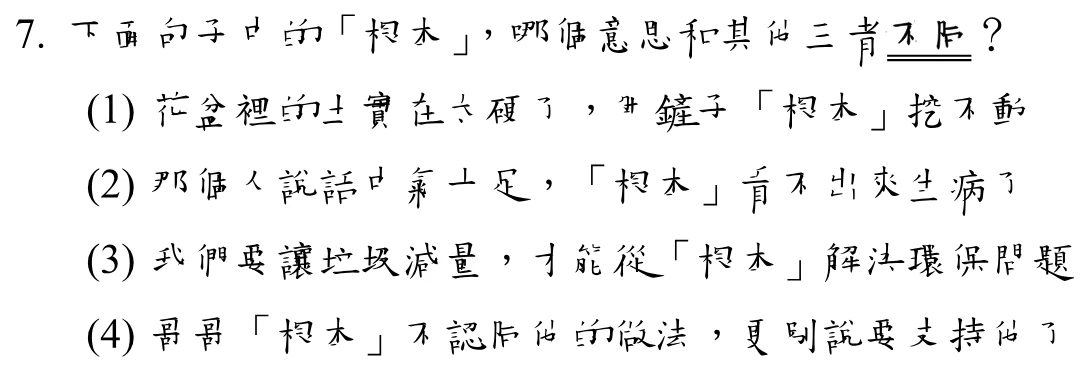 7. 下面句子中的「根本」，哪個意思和其他三者不同？
(1) 花盆裡的土實在太硬了，用鏟子「根本」挖不動
(2) 那個人說話中氣十足，「根本」看不出來生病了
(3) 我們要讓垃圾減量，才能從「根本」解決環保問題
(4) 哥哥「根本」不認同他的做法，更別說要支持他了